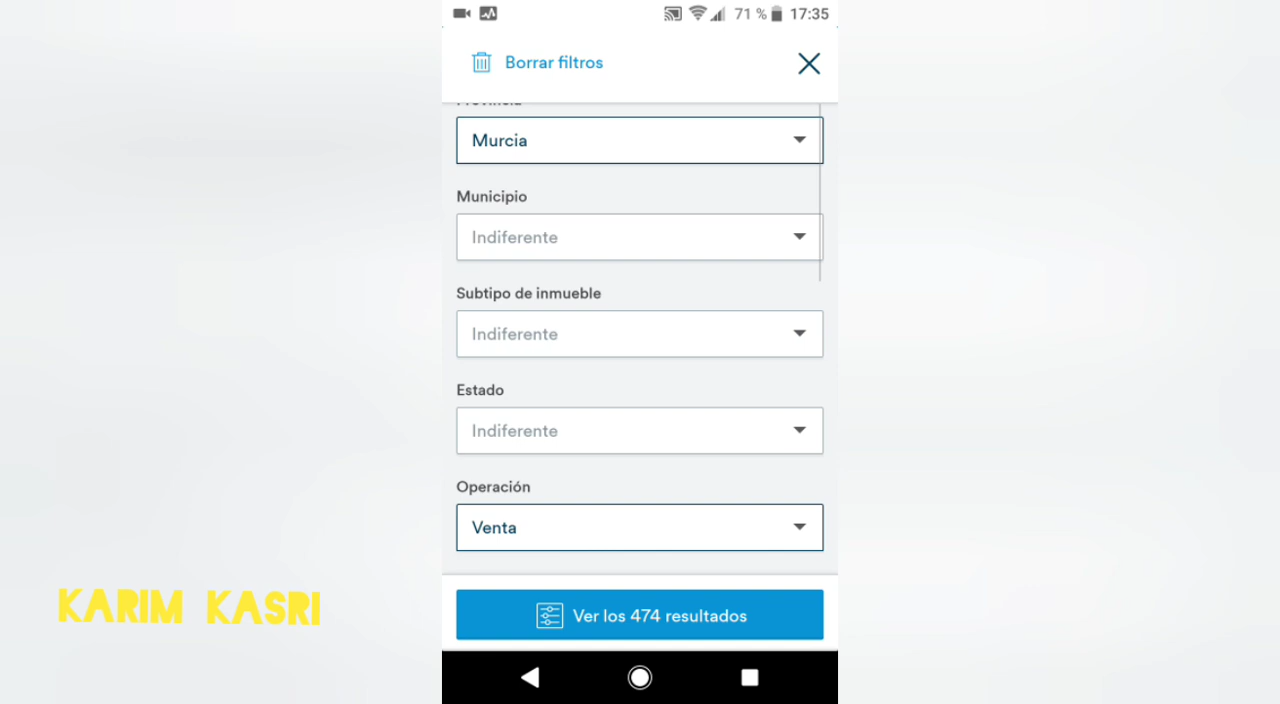 71 % 17:35
Borrar filtros
Provincia
Murcia
Municipio
Indiferente
Subtipo de inmueble
Indiferente
Estado
Indiferente
Operación
Venta
Ver los 474 resultados
KARIM KASRI